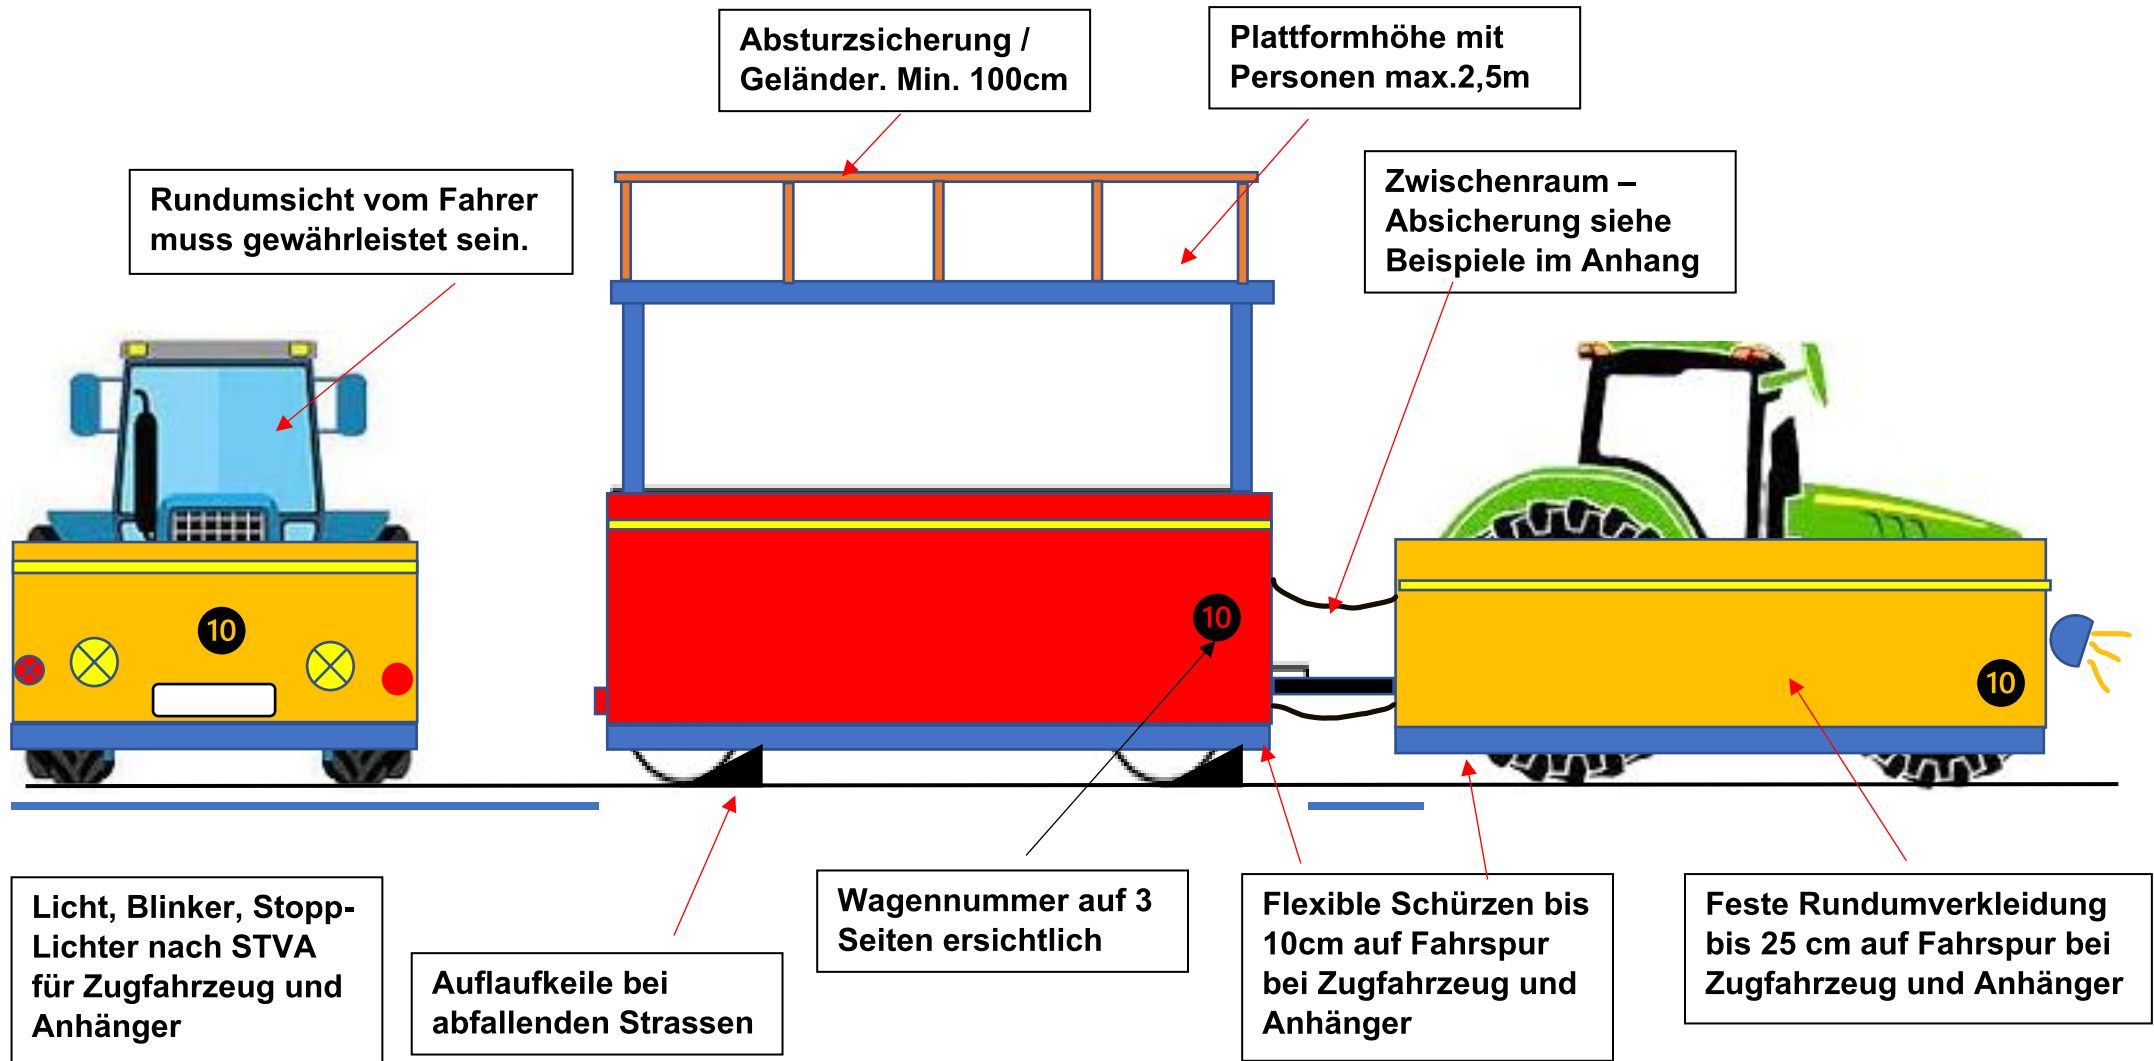 Absturzsicherung /
Geländer. Min. 100cm
Plattformhöhe mit
Personen max.2,5m
Rundumsicht vom Fahrer
muss gewährleistet sein.
Zwischenraum –
Absicherung siehe
Beispiele im Anhang
10
10
10
Licht, Blinker, Stopp-
Lichter nach STVA
für Zugfahrzeug und
Anhänger
Auflaufkeile bei
abfallenden Strassen
Wagennummer auf 3
Seiten ersichtlich
Flexible Schürzen bis
10cm auf Fahrspur
bei Zugfahrzeug und
Anhänger
Feste Rundumverkleidung
bis 25 cm auf Fahrspur bei
Zugfahrzeug und Anhänger